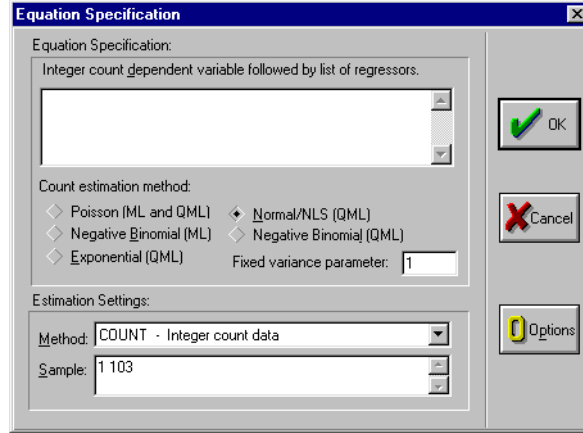 Equation Specification
Equation Specification:
Integer count dependent variable followed by list of regressors.
Count estimation method:
Poisson (ML and QML)
Normal/NLS (QML)
Negative Binomial (ML)
Negative Binomial (QML)
Exponential (QML)
Fixed variance parameter: 1
Estimation Settings:
Method: COUNT - Integer count data
Sample: 1 103
OK
Cancel
Options